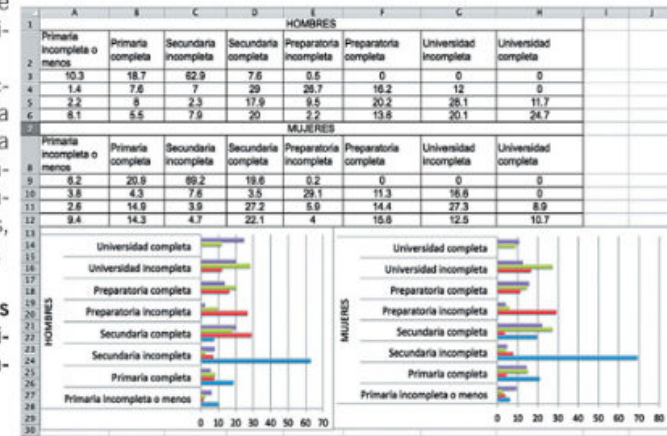 A B C D E F G H I J
1 HOMBRES
2 Primaria incompleta o menos Primaria completa Secundaria incompleta Secundaria completa Preparatoria incompleta Preparatoria completa Universidad incompleta Universidad completa
3 10.3 18.7 62.9 7.6 0.5 0 0 0
4 1.4 7.6 7 29 26.7 16.2 12 0
5 2.2 8 2.3 17.9 9.5 20.2 28.1 11.7
6 6.1 5.5 7.9 20 2.2 13.6 20.1 24.7
7 MUJERES
8 Primaria incompleta o menos Primaria completa Secundaria incompleta Secundaria completa Preparatoria incompleta Preparatoria completa Universidad incompleta Universidad completa
9 6.2 20.9 69.2 19.6 0.2 0 0 0
10 3.8 4.3 7.6 3.5 29.1 11.3 16.6 0
11 2.6 14.9 3.9 27.2 5.9 14.4 27.3 8.9
12 9.4 14.3 4.7 22.1 4 15.6 12.5 10.7
13
14
15
16
17
18
19
20
21
22
23
24
25
26
27
28
29
30
HOMBRES
Universidad completa
Universidad incompleta
Preparatoria completa
Preparatoria incompleta
Secundaria completa
Secundaria incompleta
Primaria completa
Primaria incompleta o menos
0 10 20 30 40 50 60 70
MUJERES
Universidad completa
Universidad incompleta
Preparatoria completa
Preparatoria incompleta
Secundaria completa
Secundaria incompleta
Primaria completa
Primaria incompleta o menos
0 10 20 30 40 50 60 70 80